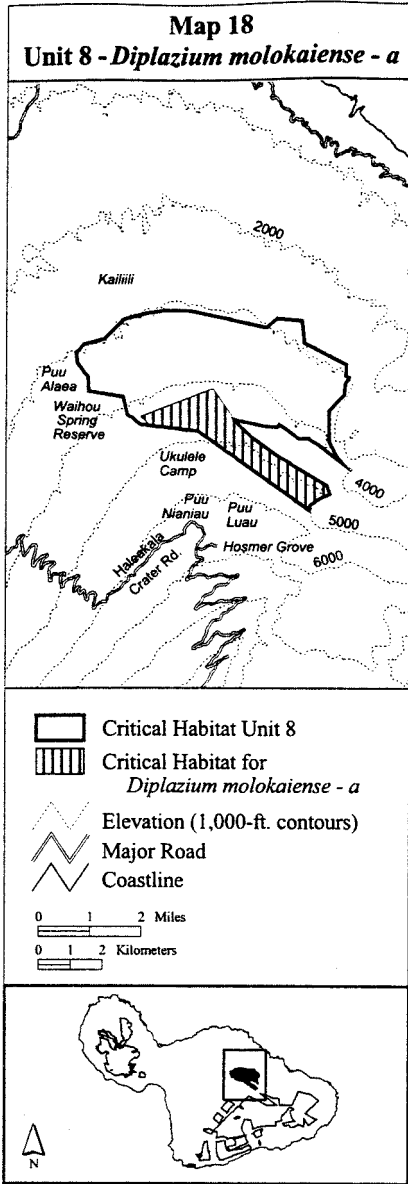 Map 18
Unit 8 - Diplazium molokaiense - a
2000
Kailiili
Puu
Alaea
Waihou
Spring
Reserve
Ukulele
Camp
4000
Puu
Nianiau
Puu
Luau
5000
Haleakala
Crater Rd.
Hosmer Grove
6000
Critical Habitat Unit 8
Critical Habitat for
Diplazium molokaiense - a
Elevation (1,000-ft. contours)
Major Road
Coastline
0 1 2 Miles
0 1 2 Kilometers
N